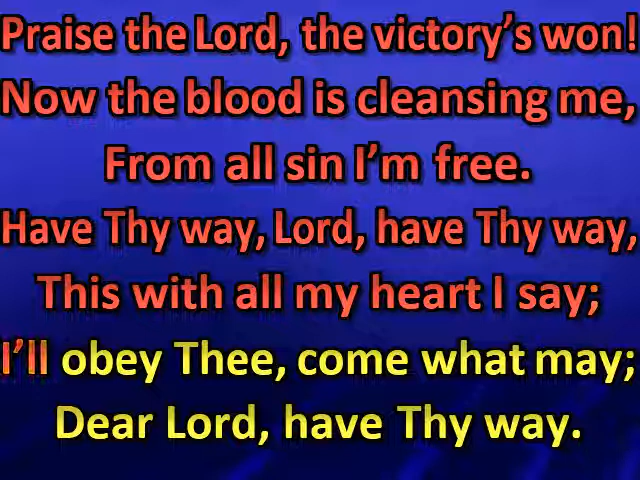 Praise the Lord, the victory’s won!
Now the blood is cleansing me,
From all sin I’m free.
Have Thy way, Lord, have Thy way,
This with all my heart I say;
I’ll obey Thee, come what may;
Dear Lord, have Thy way.